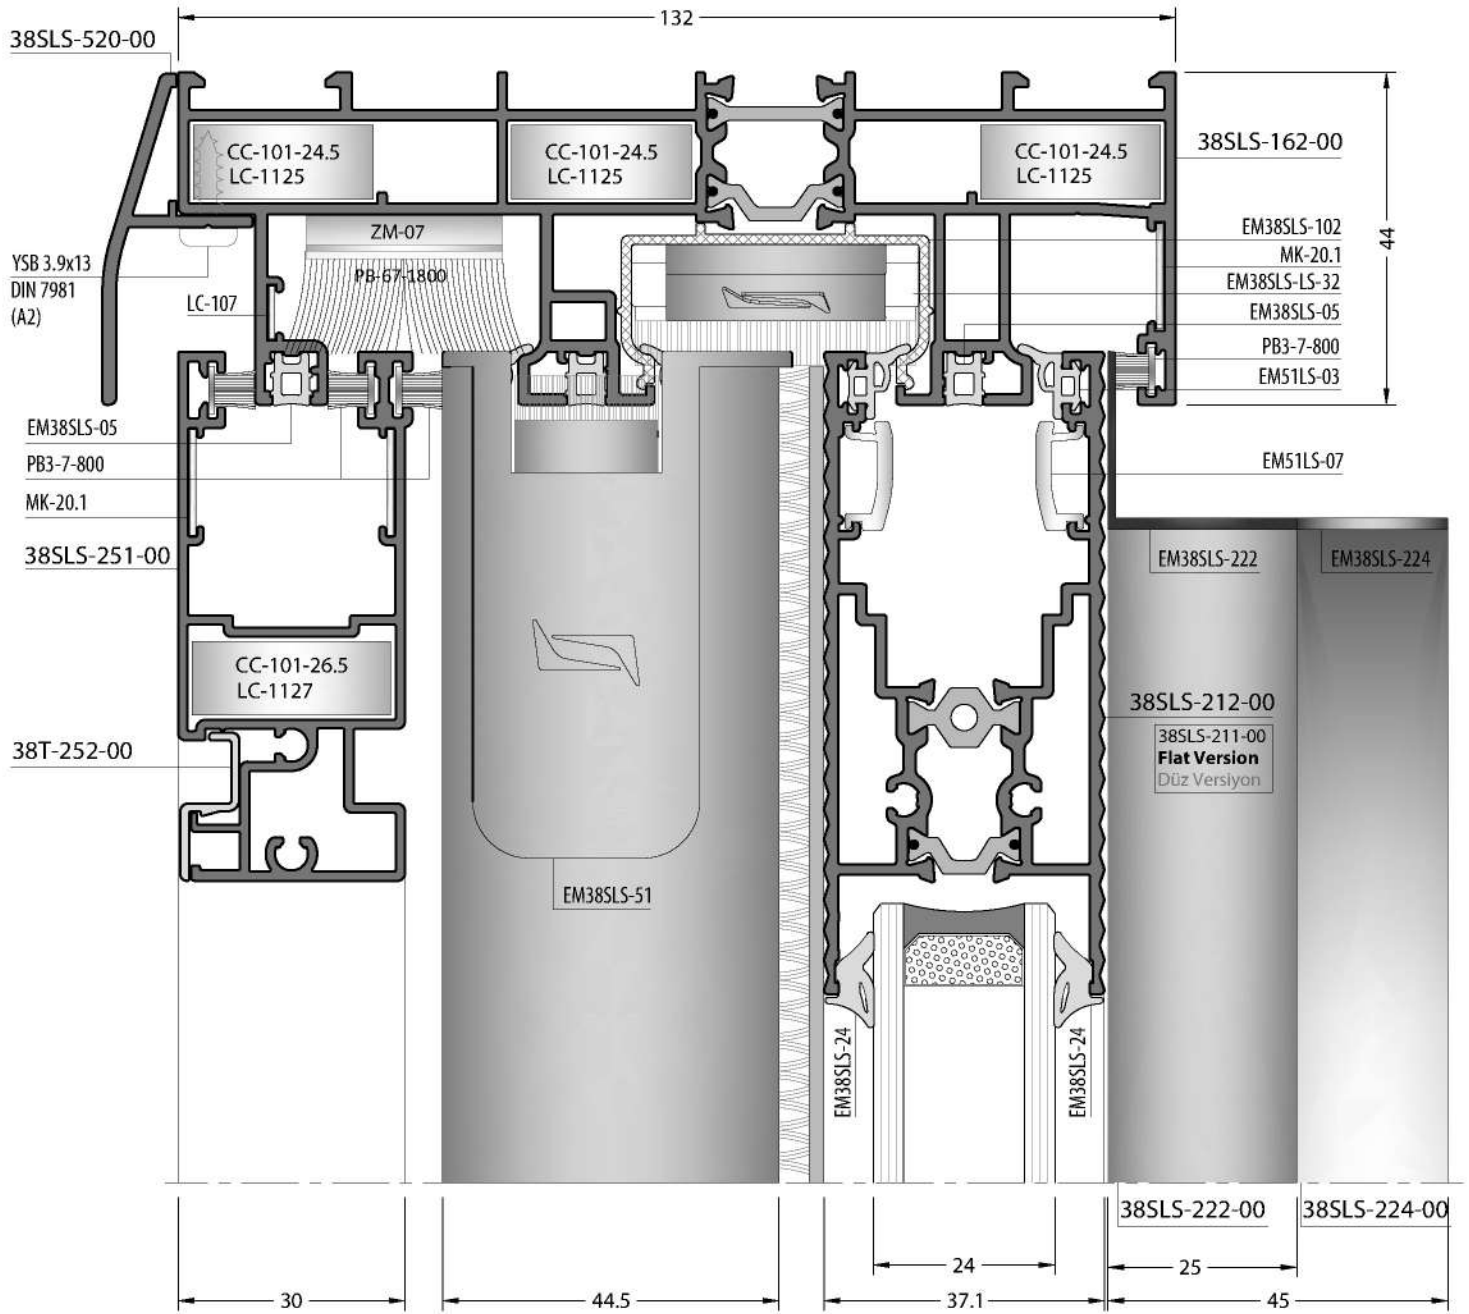 132
38SLS-520-00
CC-101-24.5
LC-1125
CC-101-24.5
LC-1125
CC-101-24.5
LC-1125
38SLS-162-00
44
ZM-07
PB-67-1800
YSB 3.9x13
DIN 7981
(A2)
LC-107
EM38SLS-102
MK-20.1
EM38SLS-LS-32
EM38SLS-05
PB3-7-800
EM51LS-03
EM38SLS-05
PB3-7-800
MK-20.1
38SLS-251-00
EM51LS-07
EM38SLS-222
EM38SLS-224
CC-101-26.5
LC-1127
38T-252-00
38SLS-212-00
38SLS-211-00
Flat Version
Düz Versiyon
EM38SLS-51
EM38SLS-24
EM38SLS-24
38SLS-222-00
38SLS-224-00
24
25
30
44.5
37.1
45